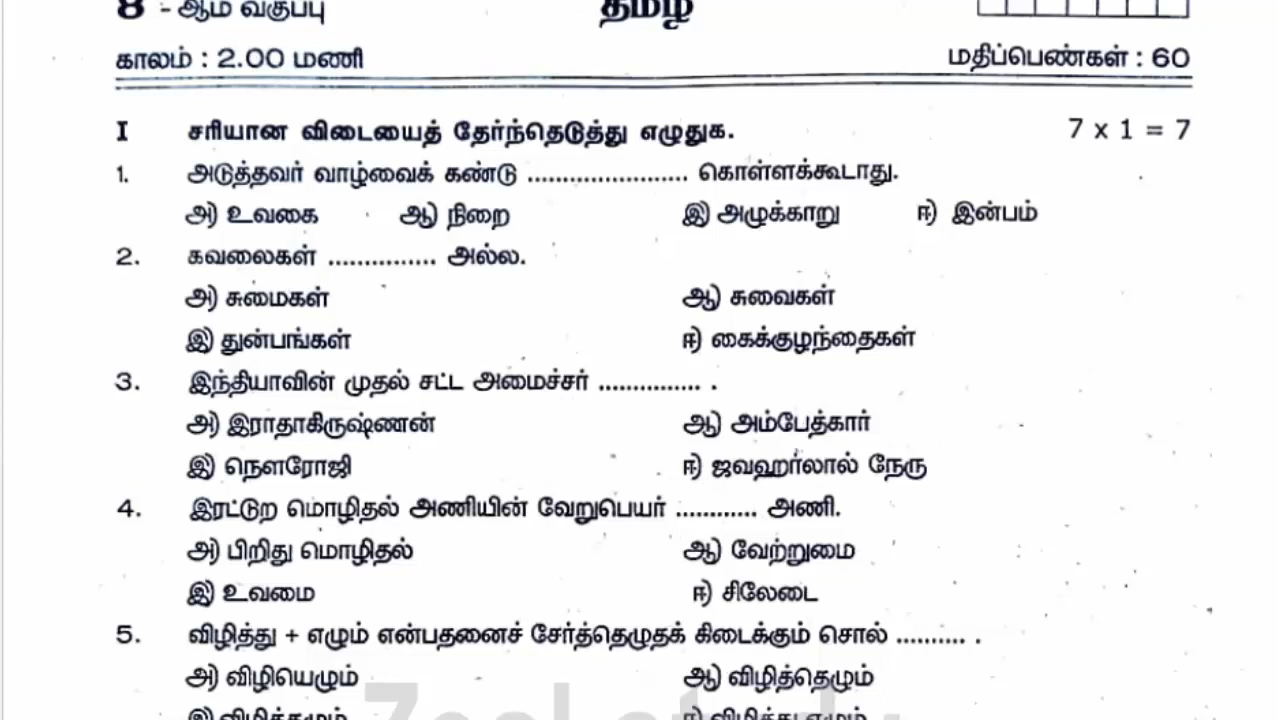 8 - ஆம் வகுப்பு தமிழ்
காலம் : 2.00 மணி மதிப்பெண்கள் : 60
I சரியான விடையைத் தேர்ந்தெடுத்து எழுதுக. 7 x 1 = 7
1. அடுத்தவர் வாழ்வைக் கண்டு ....................... கொள்ளக்கூடாது.
அ) உவகை ஆ) நிறை இ) அழுக்காறு ஈ) இன்பம்
2. கவலைகள் ............... அல்ல.
அ) சுமைகள் ஆ) சுவைகள்
இ) துன்பங்கள் ஈ) கைக்குழந்தைகள்
3. இந்தியாவின் முதல் சட்ட அமைச்சர் ............... .
அ) இராதாகிருஷ்ணன் ஆ) அம்பேத்கார்
இ) நௌரோஜி ஈ) ஜவஹர்லால் நேரு
4. இரட்டுற மொழிதல் அணியின் வேறுபெயர் ............ அணி.
அ) பிறிது மொழிதல் ஆ) வேற்றுமை
இ) உவமை ஈ) சிலேடை
5. விழித்து + எழும் என்பதனைச் சேர்த்தெழுதக் கிடைக்கும் சொல் .......... .
அ) விழியெழும் ஆ) விழித்தெழும்